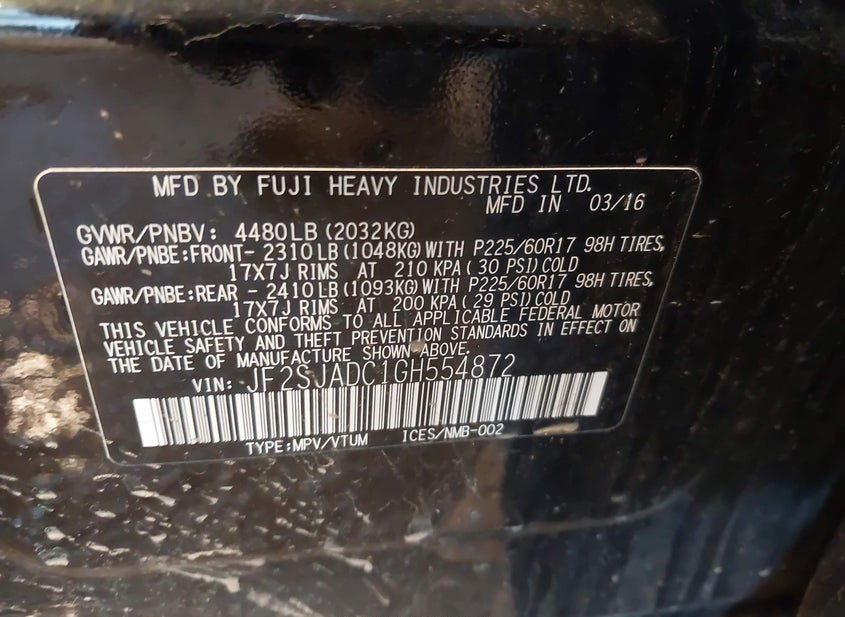 MFD BY FUJI HEAVY INDUSTRIES LTD.
MFD IN 03/16
GVWR/PNBV: 4480LB (2032KG)
GAWR/PNBE:FRONT- 2310LB (1048KG) WITH P225/60R17 98H TIRES,
17X7J RIMS AT 210 KPA ( 30 PSI) COLD
GAWR/PNBE:REAR - 2410LB (1093KG) WITH P225/60R17 98H TIRES,
17X7J RIMS AT 200 KPA ( 29 PSI) COLD
THIS VEHICLE CONFORMS TO ALL APPLICABLE FEDERAL MOTOR
VEHICLE SAFETY AND THEFT PREVENTION STANDARDS IN EFFECT ON
THE DATE OF MANUFACTURE SHOWN ABOVE.
VIN: JF2SJADC1GH554872
TYPE:MPV/VTUM ICES/NMB-002